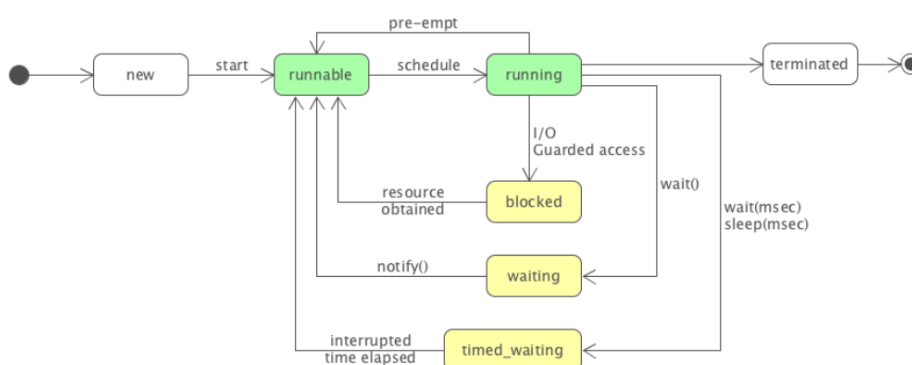 pre-empt
new
start
runnable
schedule
running
terminated
I/O
Guarded access
wait()
resource
obtained
blocked
wait(msec)
sleep(msec)
notify()
waiting
interrupted
time elapsed
timed_waiting